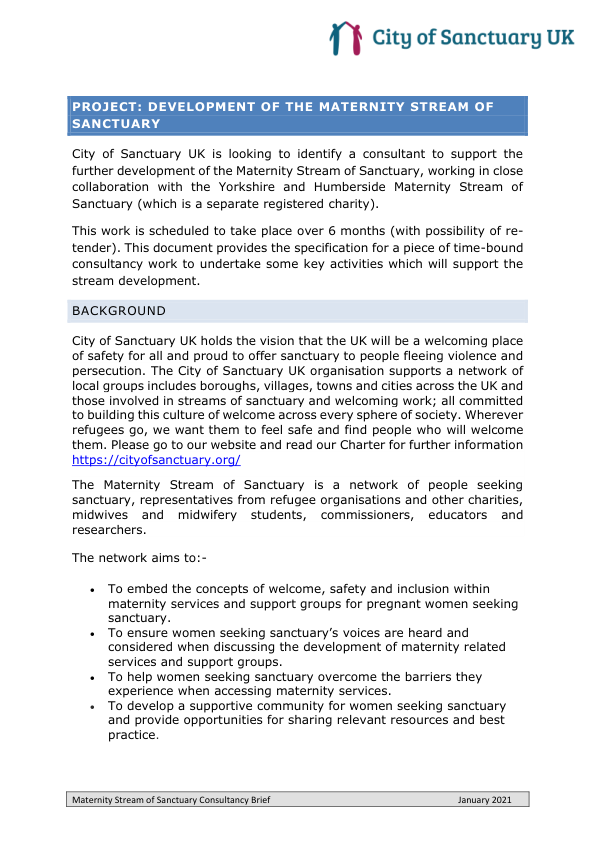 City of Sanctuary UK
PROJECT: DEVELOPMENT OF THE MATERNITY STREAM OF
SANCTUARY
City of Sanctuary UK is looking to identify a consultant to support the
further development of the Maternity Stream of Sanctuary, working in close
collaboration with the Yorkshire and Humberside Maternity Stream of
Sanctuary (which is a separate registered charity).
This work is scheduled to take place over 6 months (with possibility of re-
tender). This document provides the specification for a piece of time-bound
consultancy work to undertake some key activities which will support the
stream development.
BACKGROUND
City of Sanctuary UK holds the vision that the UK will be a welcoming place
of safety for all and proud to offer sanctuary to people fleeing violence and
persecution. The City of Sanctuary UK organisation supports a network of
local groups includes boroughs, villages, towns and cities across the UK and
those involved in streams of sanctuary and welcoming work; all committed
to building this culture of welcome across every sphere of society. Wherever
refugees go, we want them to feel safe and find people who will welcome
them. Please go to our website and read our Charter for further information
https://cityofsanctuary.org/
The Maternity Stream of Sanctuary is a network of people seeking
sanctuary, representatives from refugee organisations and other charities,
midwives and midwifery students, commissioners, educators and
researchers.
The network aims to:-
• To embed the concepts of welcome, safety and inclusion within
maternity services and support groups for pregnant women seeking
sanctuary.
• To ensure women seeking sanctuary's voices are heard and
considered when discussing the development of maternity related
services and support groups.
• To help women seeking sanctuary overcome the barriers they
experience when accessing maternity services.
• To develop a supportive community for women seeking sanctuary
and provide opportunities for sharing relevant resources and best
practice.
Maternity Stream of Sanctuary Consultancy Brief January 2021